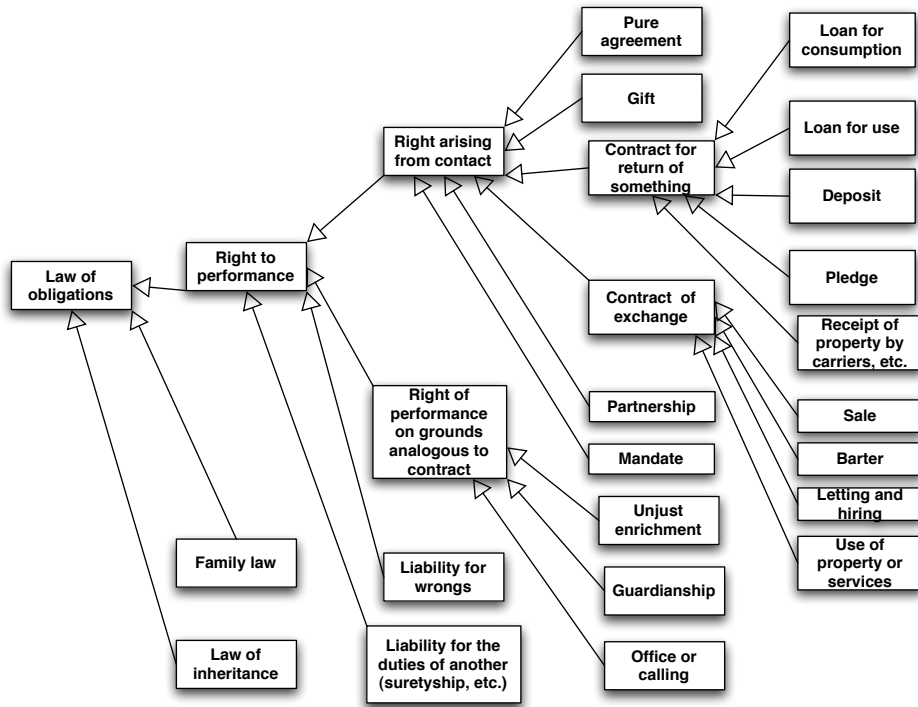 Law of
obligations
Family law
Law of
inheritance
Right to
performance
Right arising
from contact
Right of
performance
on grounds
analogous to
contract
Liability for
wrongs
Liability for the
duties of another
(suretyship, etc.)
Pure
agreement
Gift
Contract for
return of
something
Contract of
exchange
Partnership
Mandate
Unjust
enrichment
Guardianship
Office or
calling
Loan for
consumption
Loan for use
Deposit
Pledge
Receipt of
property by
carriers, etc.
Sale
Barter
Letting and
hiring
Use of
property or
services